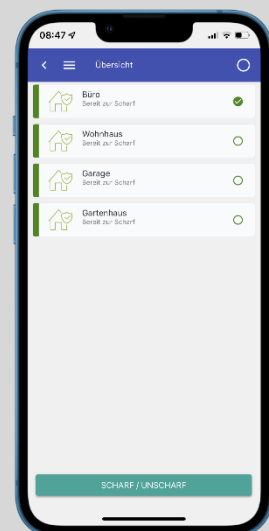 08:47
Übersicht
Büro
Bereit zur Scharf
Wohnhaus
Bereit zur Scharf
Garage
Bereit zur Scharf
Gartenhaus
Bereit zur Scharf
SCHARF / UNSCHARF